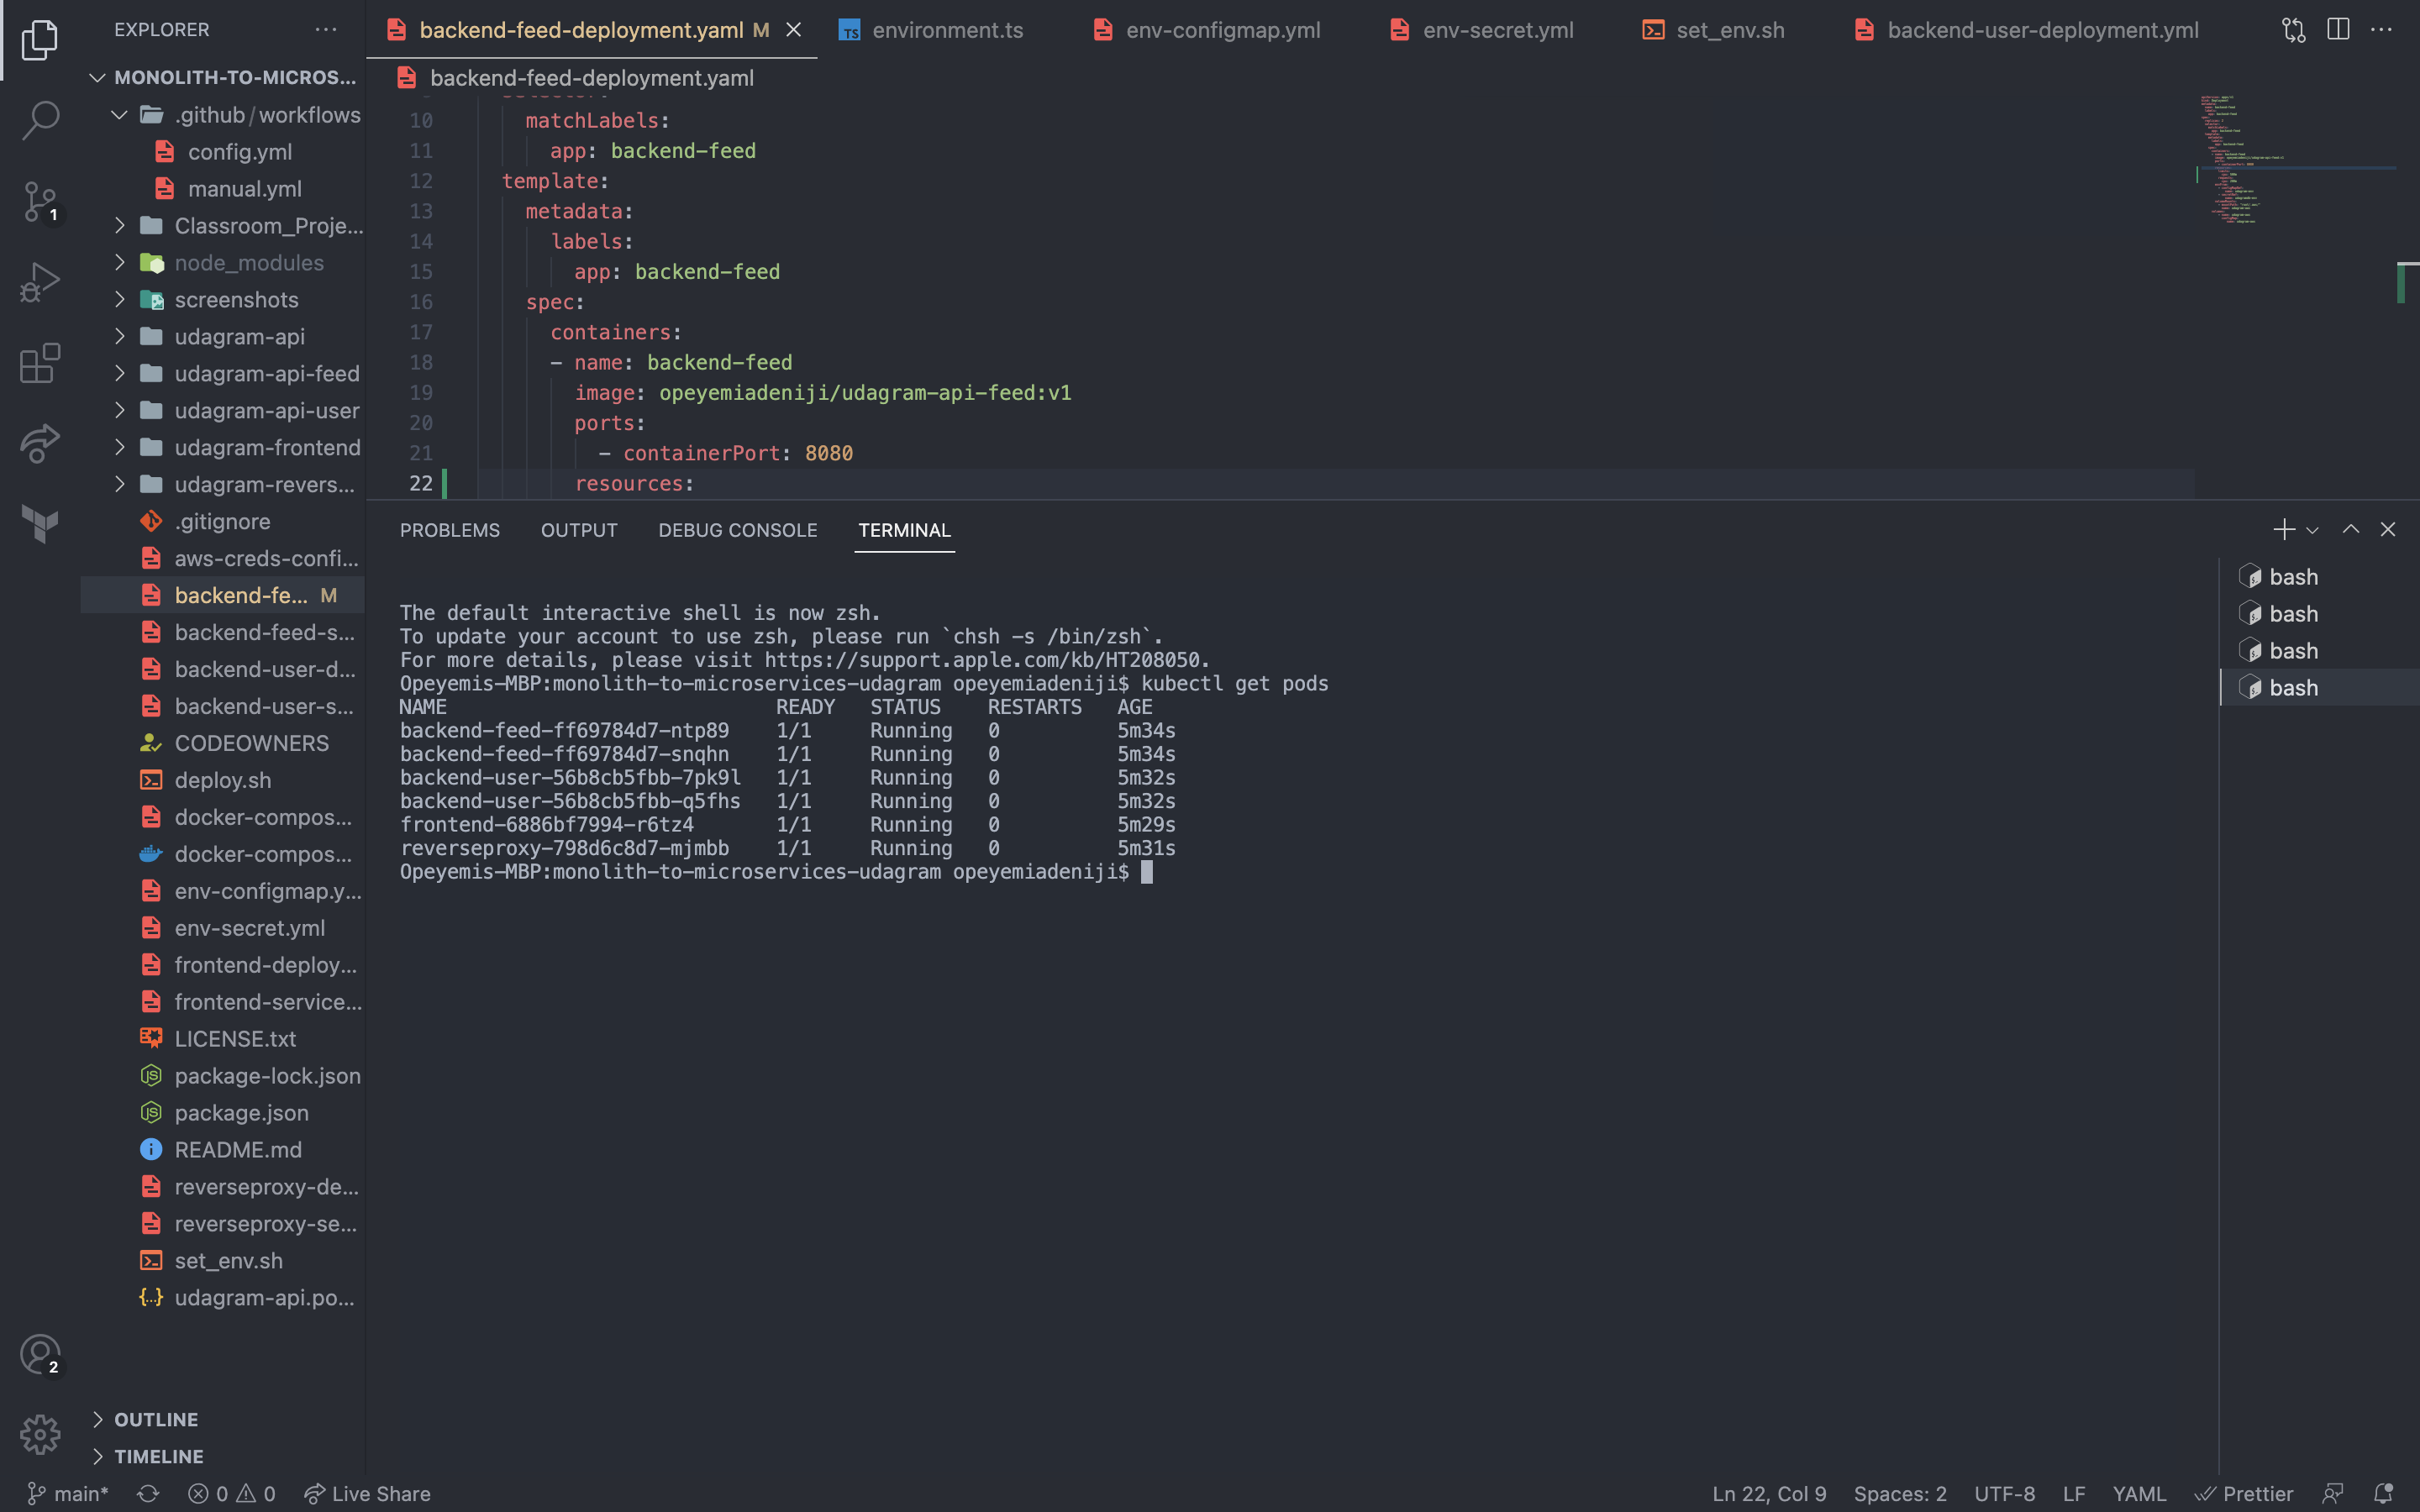 EXPLORER
MONOLITH-TO-MICROS...
.github/workflows
config.yml
manual.yml
Classroom_Proje...
node_modules
screenshots
udagram-api
udagram-api-feed
udagram-api-user
udagram-frontend
udagram-revers...
.gitignore
aws-creds-confi...
backend-fe... M
backend-feed-s...
backend-user-d...
backend-user-s...
CODEOWNERS
deploy.sh
docker-compos...
docker-compos...
env-configmap.y...
env-secret.yml
frontend-deploy...
frontend-service...
LICENSE.txt
package-lock.json
package.json
README.md
reverseproxy-de...
reverseproxy-se...
set_env.sh
udagram-api.po...
OUTLINE
TIMELINE
1
2
backend-feed-deployment.yaml M
environment.ts
env-configmap.yml
env-secret.yml
set_env.sh
backend-user-deployment.yml
backend-feed-deployment.yaml
10 matchLabels:
11 app: backend-feed
12 template:
13 metadata:
14 labels:
15 app: backend-feed
16 spec:
17 containers:
18 - name: backend-feed
19 image: opeyemiadeniji/udagram-api-feed:v1
20 ports:
21 - containerPort: 8080
22 resources:
PROBLEMS OUTPUT DEBUG CONSOLE TERMINAL
The default interactive shell is now zsh.
To update your account to use zsh, please run `chsh -s /bin/zsh`.
For more details, please visit https://support.apple.com/kb/HT208050.
Opeyemis-MBP:monolith-to-microservices-udagram opeyemiadeniji$ kubectl get pods
NAME READY STATUS RESTARTS AGE
backend-feed-ff69784d7-ntp89 1/1 Running 0 5m34s
backend-feed-ff69784d7-snqhn 1/1 Running 0 5m34s
backend-user-56b8cb5fbb-7pk9l 1/1 Running 0 5m32s
backend-user-56b8cb5fbb-q5fhs 1/1 Running 0 5m32s
frontend-6886bf7994-r6tz4 1/1 Running 0 5m29s
reverseproxy-798d6c8d7-mjmbb 1/1 Running 0 5m31s
Opeyemis-MBP:monolith-to-microservices-udagram opeyemiadeniji$
bash
bash
bash
bash
main* 0 0 Live Share
Ln 22, Col 9 Spaces: 2 UTF-8 LF YAML Prettier